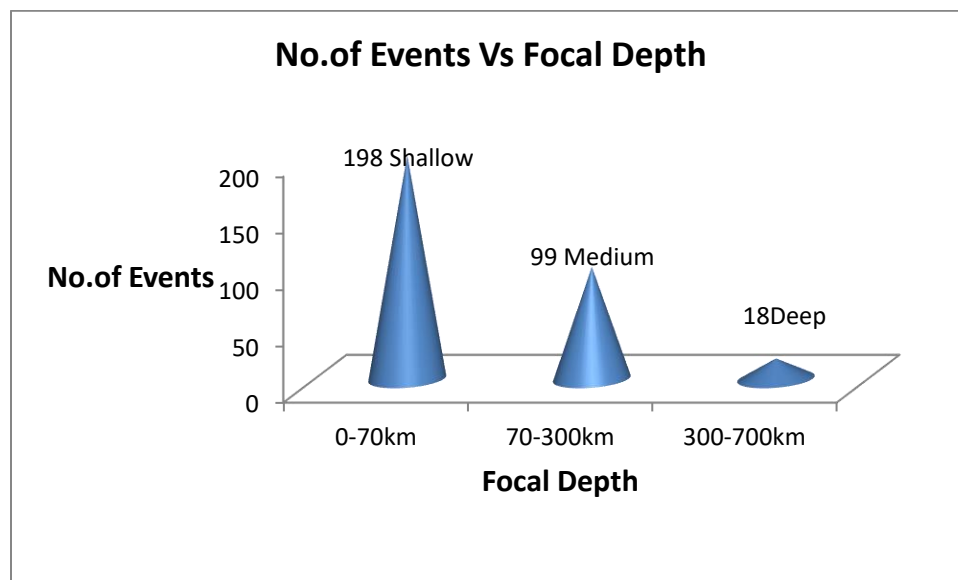 No.of Events Vs Focal Depth
198 Shallow
200
150
99 Medium
No.of Events
100
18Deep
50
0
0-70km 70-300km 300-700km
Focal Depth